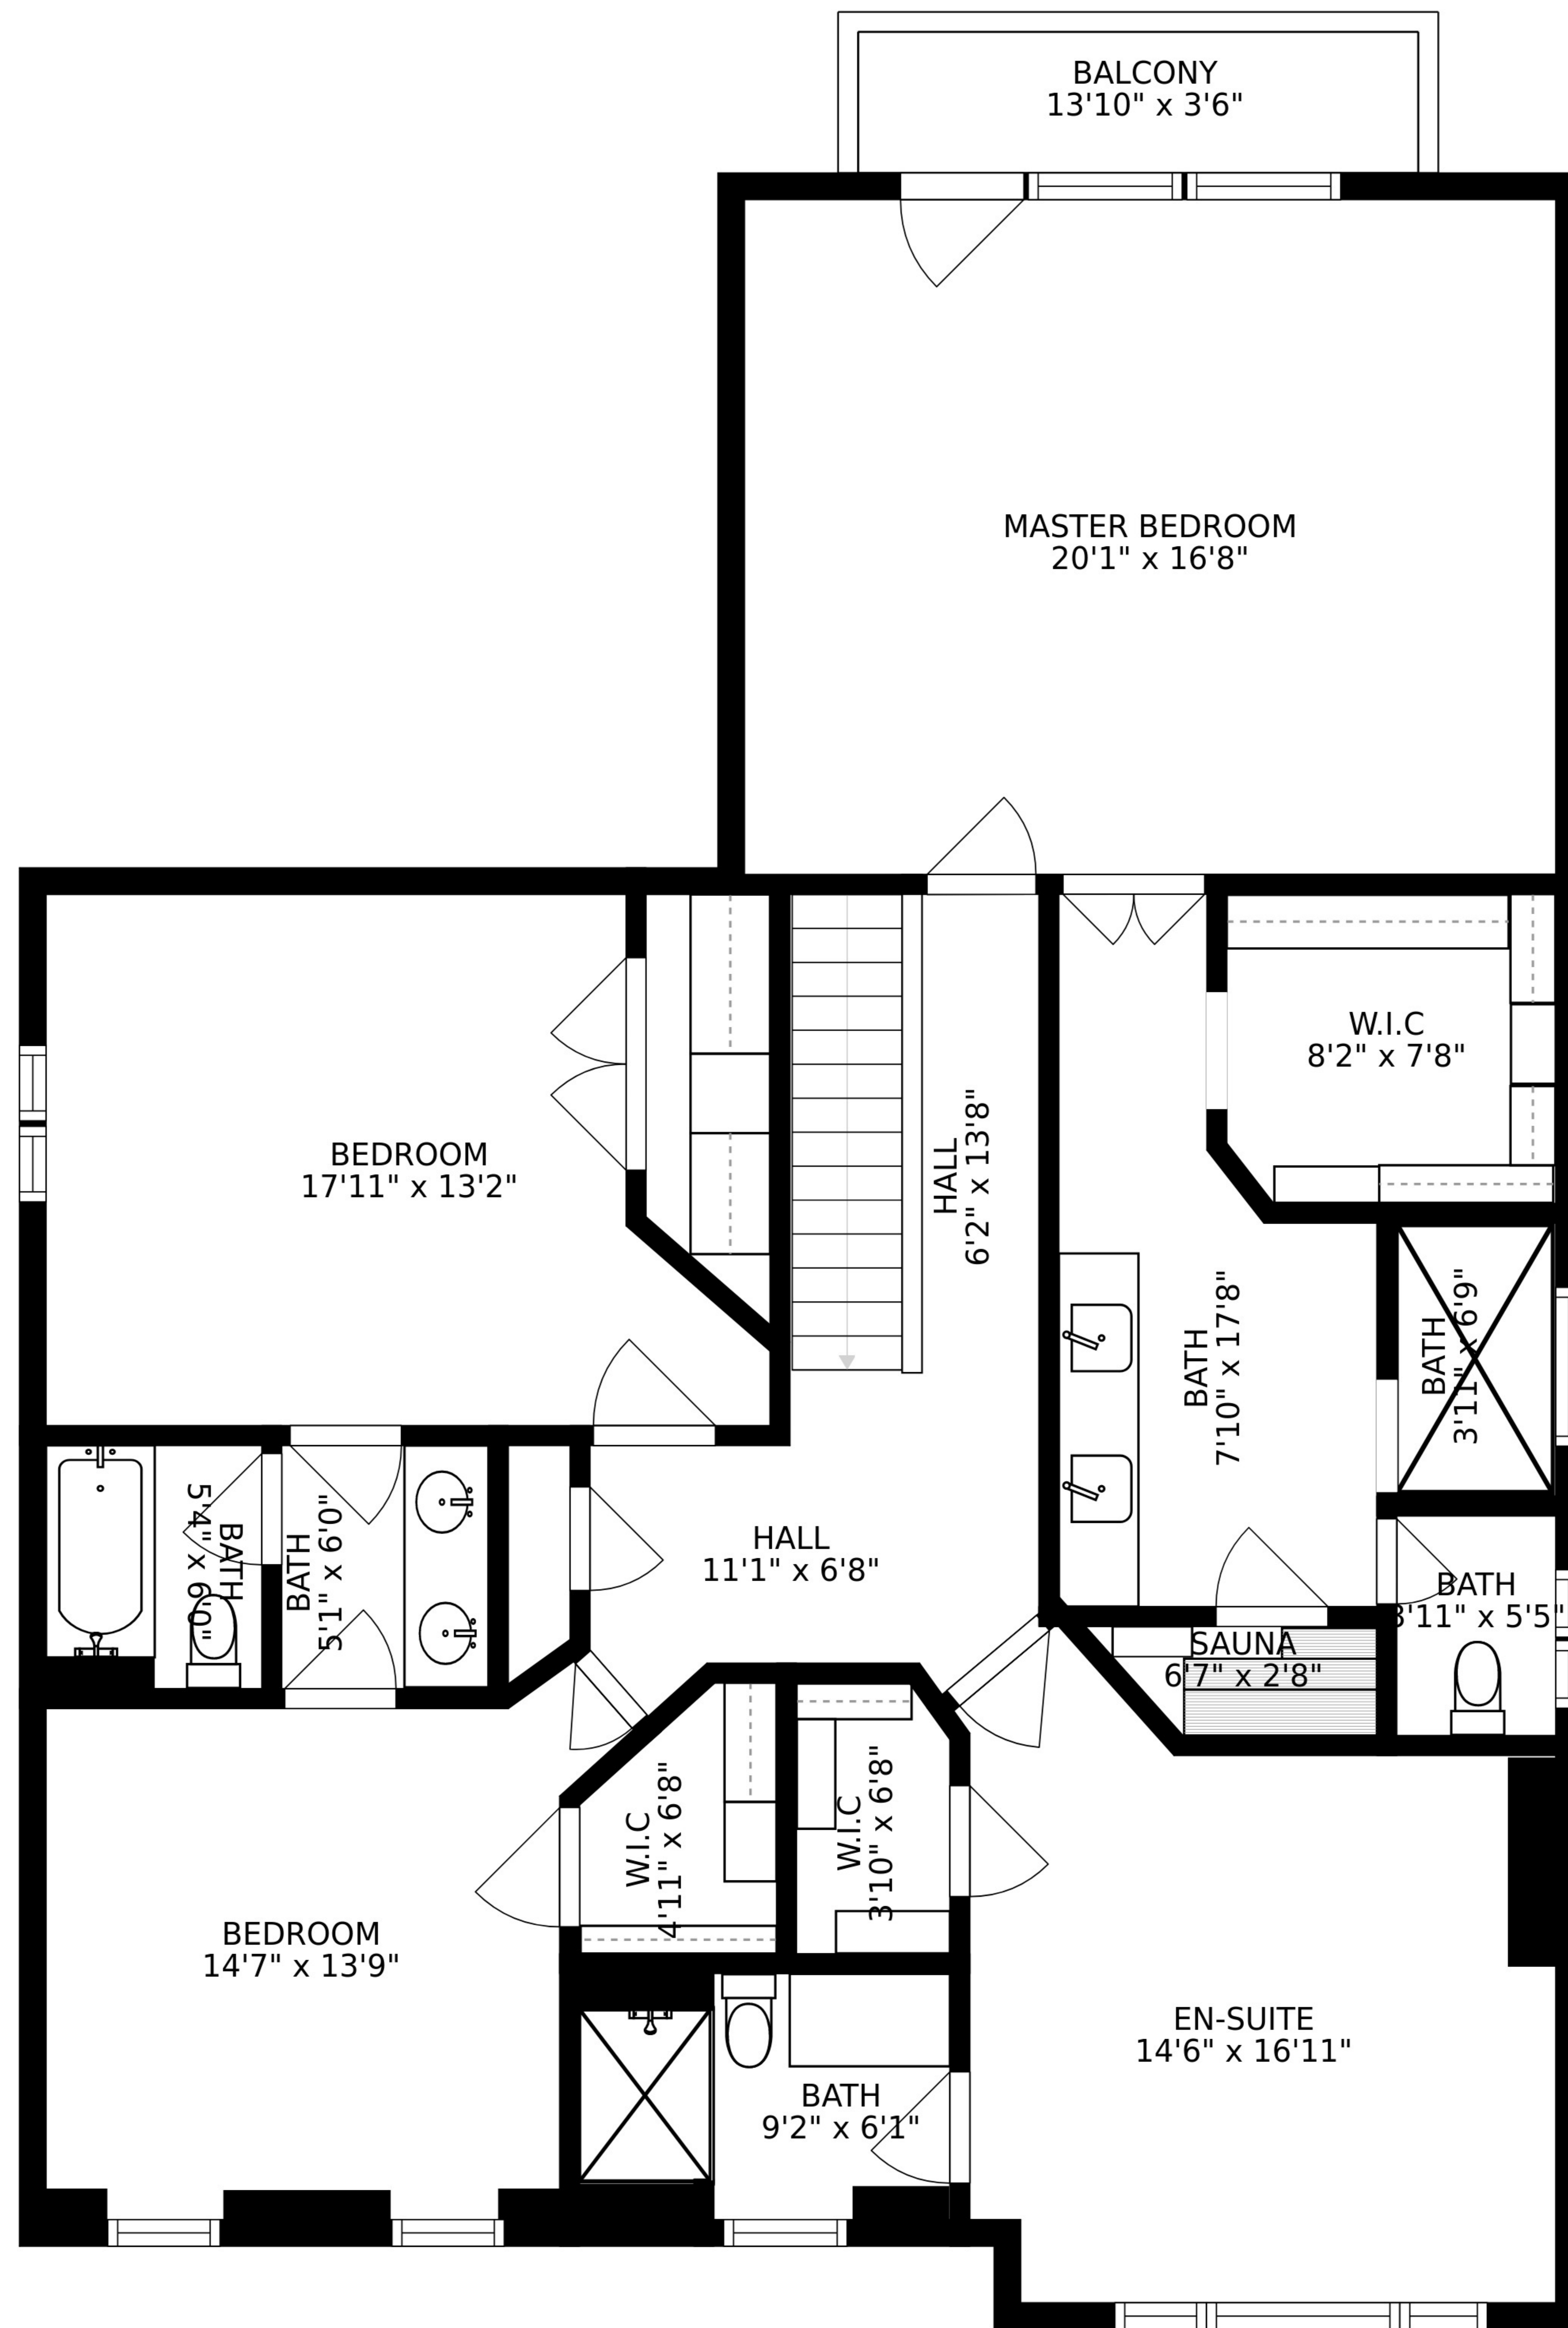 BALCONY
13'10" x 3'6"
MASTER BEDROOM
20'1" x 16'8"
W.I.C
8'2" x 7'8"
BEDROOM
17'11" x 13'2"
HALL
6'2" x 13'8"
BATH
7'10" x 17'8"
BATH
3'11" x 6'9"
BATH
5'4" x 6'0"
BATH
5'1" x 6'0"
HALL
11'1" x 6'8"
BATH
3'11" x 5'5"
SAUNA
6'7" x 2'8"
W.I.C
4'11" x 6'8"
W.I.C
3'10" x 6'8"
BEDROOM
14'7" x 13'9"
EN-SUITE
14'6" x 16'11"
BATH
9'2" x 6'1"